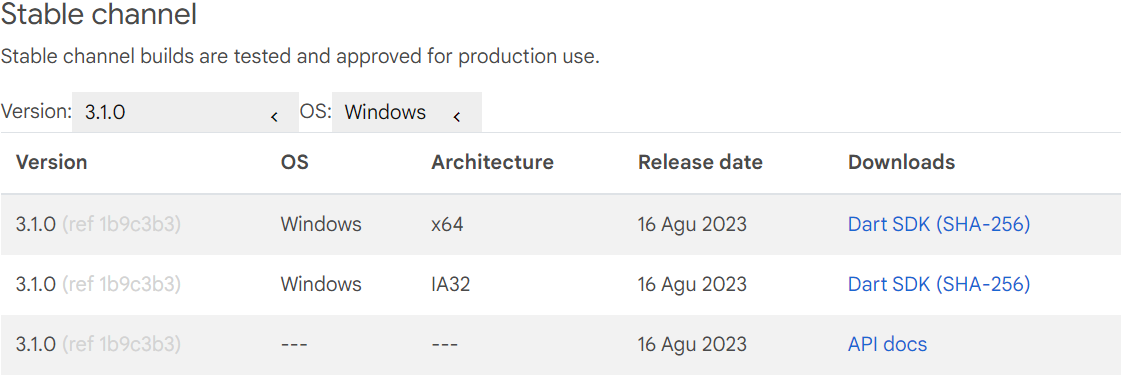 Stable channel
Stable channel builds are tested and approved for production use.
Version: 3.1.0 OS: Windows
Version OS Architecture Release date Downloads
3.1.0 (ref 1b9c3b3) Windows x64 16 Agu 2023 Dart SDK (SHA-256)
3.1.0 (ref 1b9c3b3) Windows IA32 16 Agu 2023 Dart SDK (SHA-256)
3.1.0 (ref 1b9c3b3) --- --- 16 Agu 2023 API docs